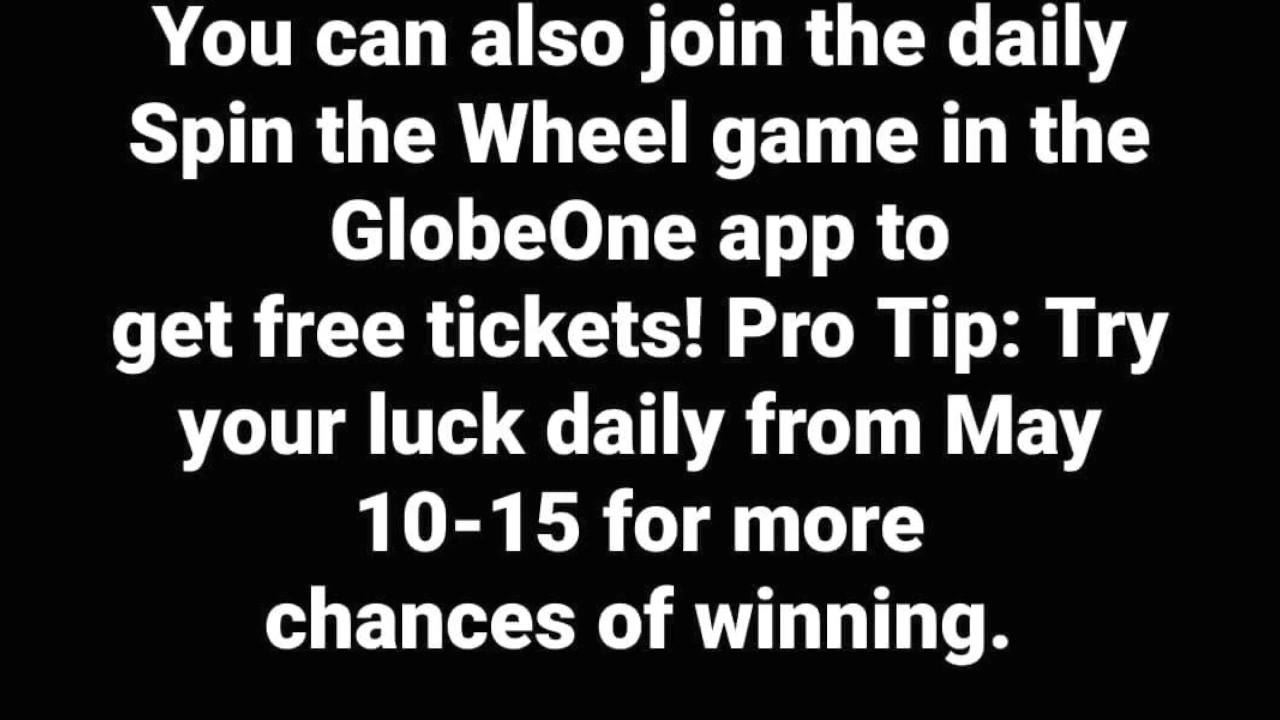 You can also join the daily
Spin the Wheel game in the
GlobeOne app to
get free tickets! Pro Tip: Try
your luck daily from May
10-15 for more
chances of winning.